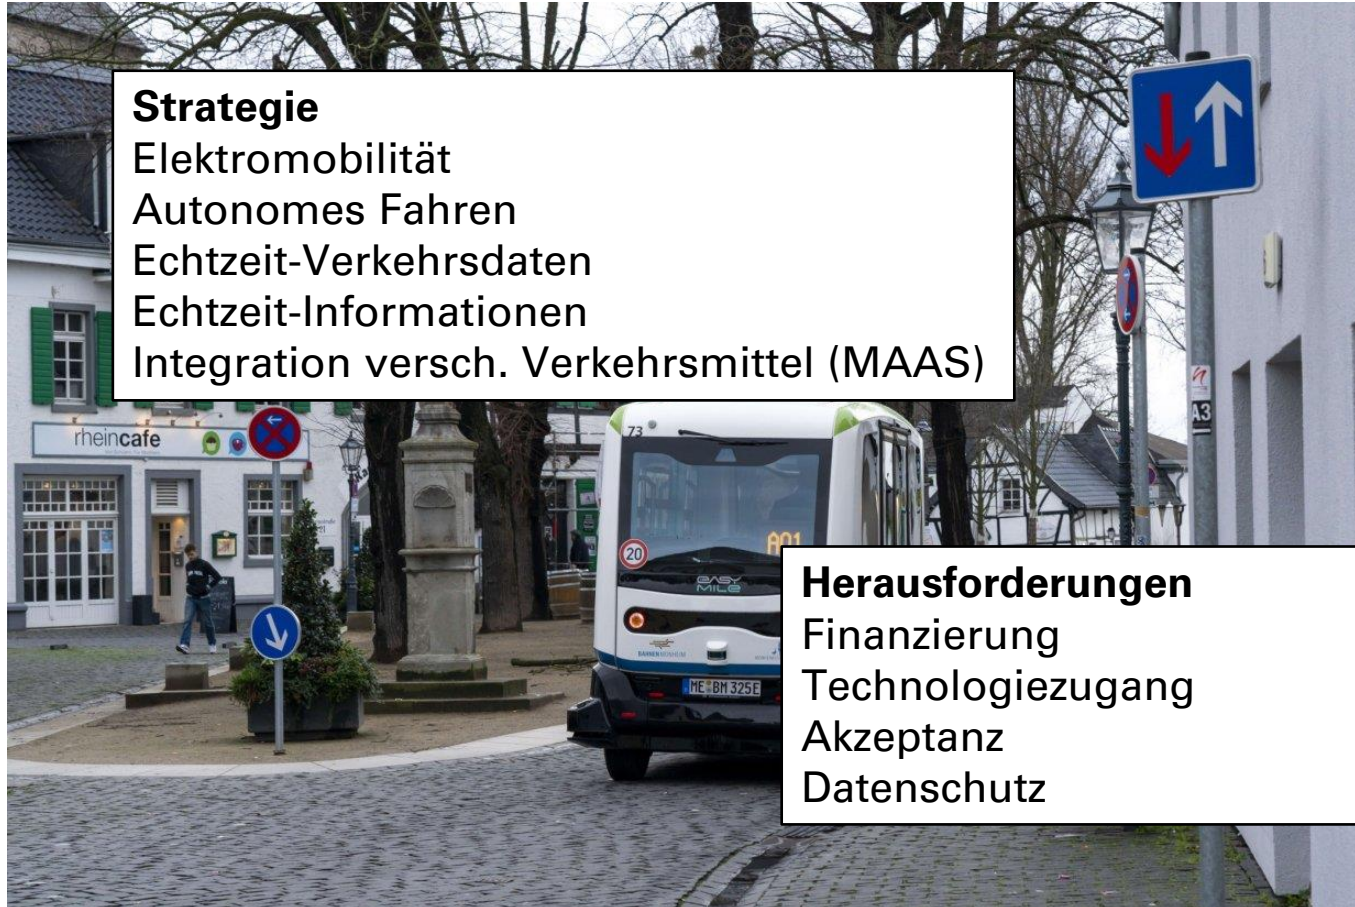 Strategie
Elektromobilität
Autonomes Fahren
Echtzeit-Verkehrsdaten
Echtzeit-Informationen
Integration versch. Verkehrsmittel (MAAS)
rheincafe
A3
73
20
A01
EASY
MILE
ME BM 325E
Herausforderungen
Finanzierung
Technologiezugang
Akzeptanz
Datenschutz